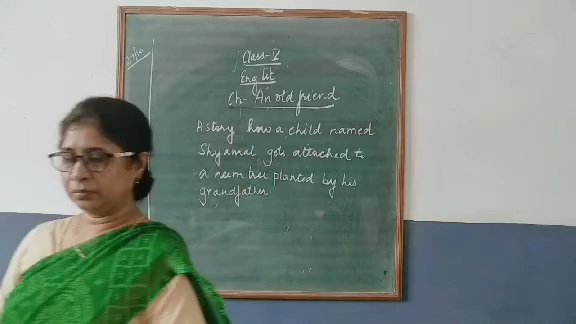 Class-V
Eng lit
Ch- An old friend
A story how a child named
Shyamal gets attached to
a neem tree planted by his
grandfather